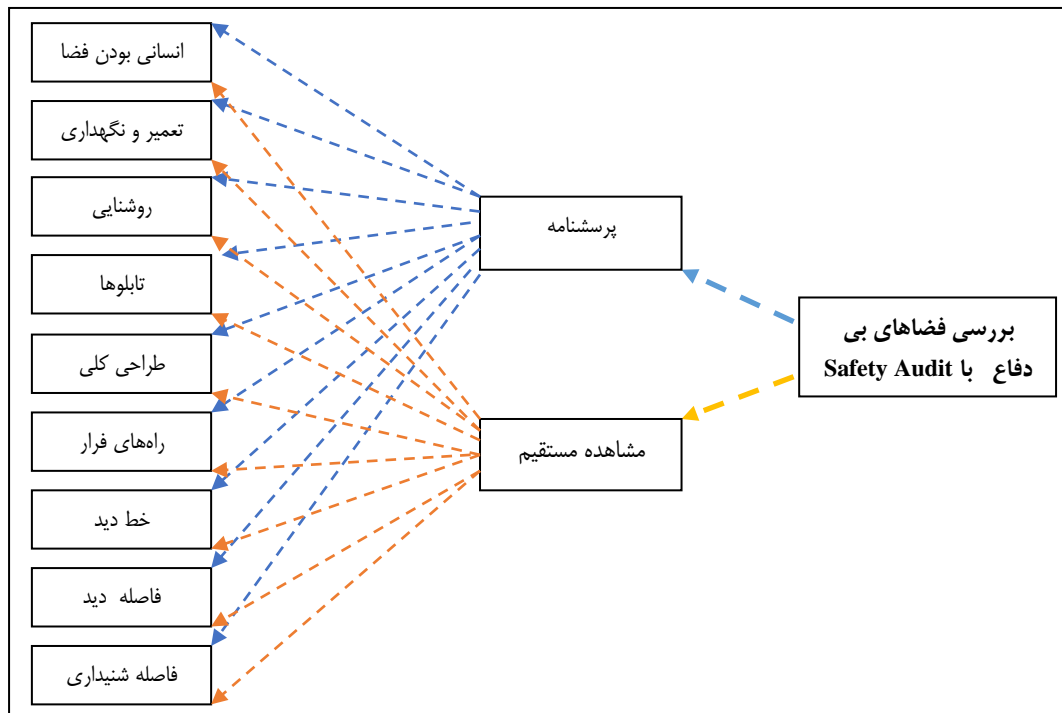 بررسی فضاهای بی
دفاع با Safety Audit
پرسشنامه
مشاهده مستقیم
انسانی بودن فضا
تعمیر و نگهداری
روشنایی
تابلوها
طراحی کلی
راه‌های فرار
خط دید
فاصله دید
فاصله شنیداری